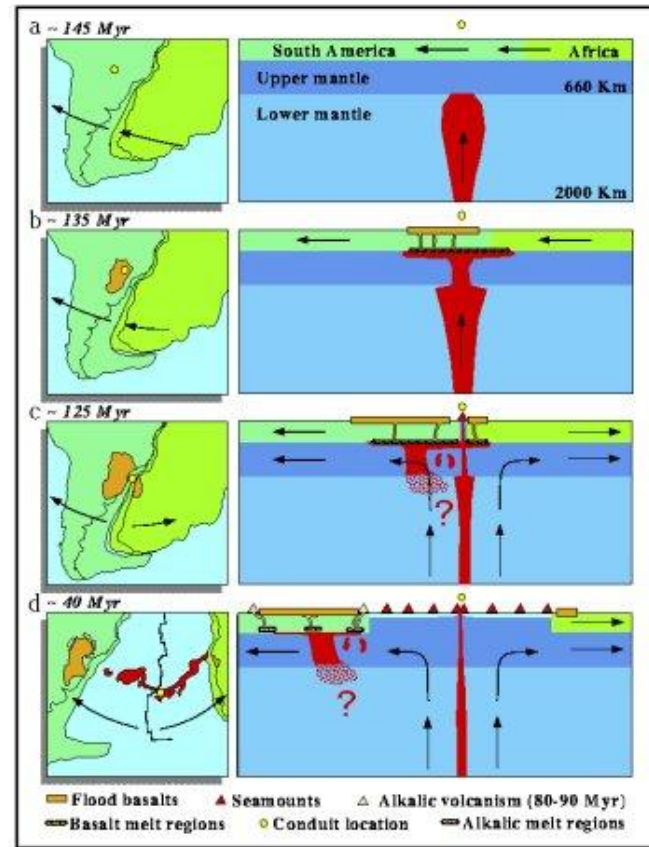 a ~ 145 Myr
South America Africa
Upper mantle 660 Km
Lower mantle
2000 Km
b ~ 135 Myr
c ~ 125 Myr
?
d ~ 40 Myr
?
Flood basalts Seamounts Alkalic volcanism (80-90 Myr)
Basalt melt regions Conduit location Alkalic melt regions